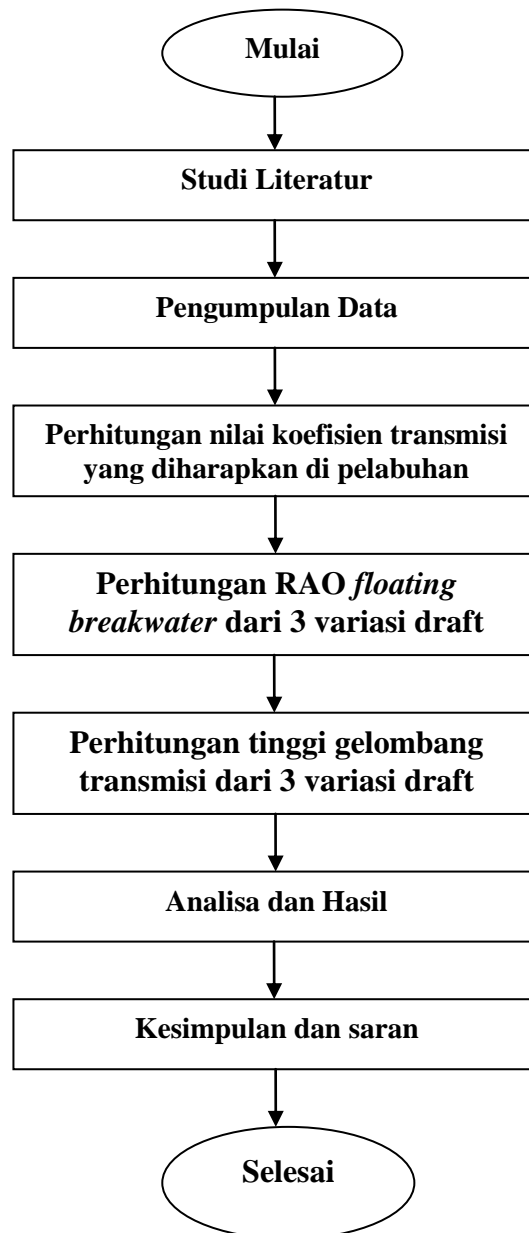 Mulai
Studi Literatur
Pengumpulan Data
Perhitungan nilai koefisien transmisi
yang diharapkan di pelabuhan
Perhitungan RAO floating
breakwater dari 3 variasi draft
Perhitungan tinggi gelombang
transmisi dari 3 variasi draft
Analisa dan Hasil
Kesimpulan dan saran
Selesai